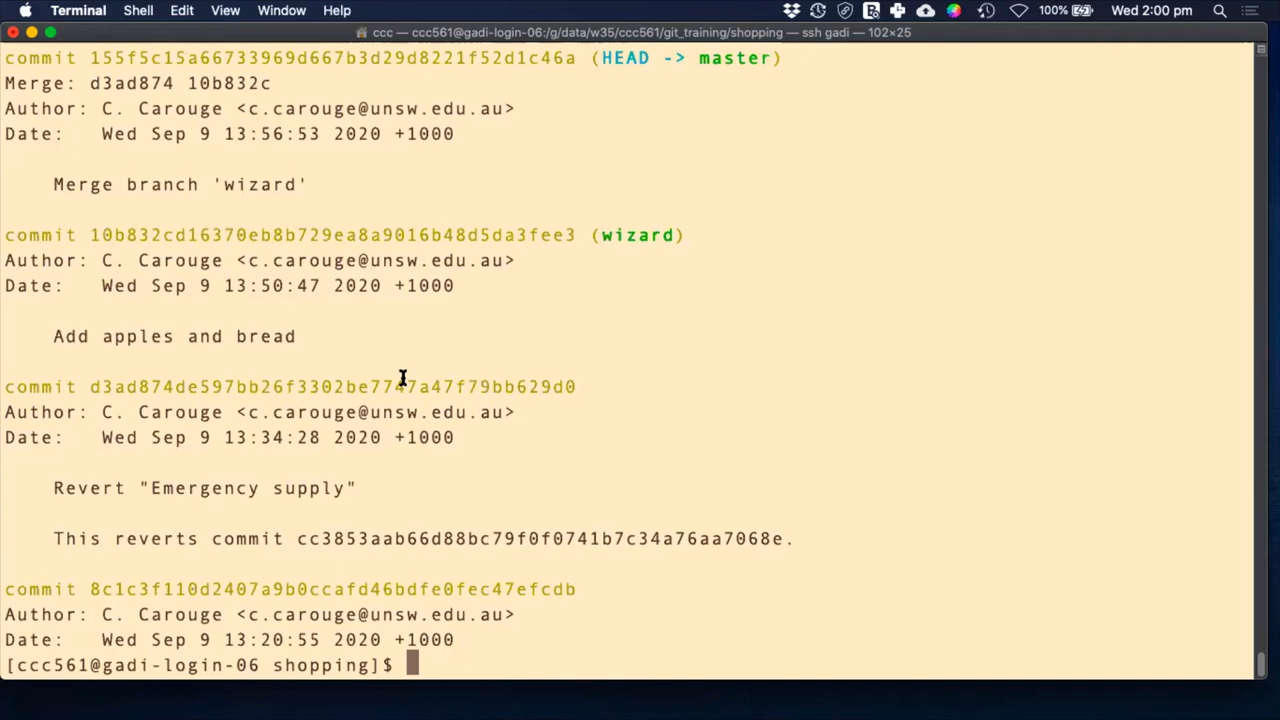 Terminal Shell Edit View Window Help 100% Wed 2:00 pm
ccc — ccc561@gadi-login-06:/g/data/w35/ccc561/git_training/shopping — ssh gadi — 102×25
commit 155f5c15a66733969d667b3d29d8221f52d1c46a (HEAD -> master)
Merge: d3ad874 10b832c
Author: C. Carouge <c.carouge@unsw.edu.au>
Date:   Wed Sep 9 13:56:53 2020 +1000
Merge branch 'wizard'
commit 10b832cd16370eb8b729ea8a9016b48d5da3fee3 (wizard)
Author: C. Carouge <c.carouge@unsw.edu.au>
Date:   Wed Sep 9 13:50:47 2020 +1000
Add apples and bread
commit d3ad874de597bb26f3302be7747a47f79bb629d0
Author: C. Carouge <c.carouge@unsw.edu.au>
Date:   Wed Sep 9 13:34:28 2020 +1000
Revert "Emergency supply"
This reverts commit cc3853aab66d88bc79f0f0741b7c34a76aa7068e.
commit 8c1c3f110d2407a9b0ccafd46bdfe0fec47efcdb
Author: C. Carouge <c.carouge@unsw.edu.au>
Date:   Wed Sep 9 13:20:55 2020 +1000
[ccc561@gadi-login-06 shopping]$